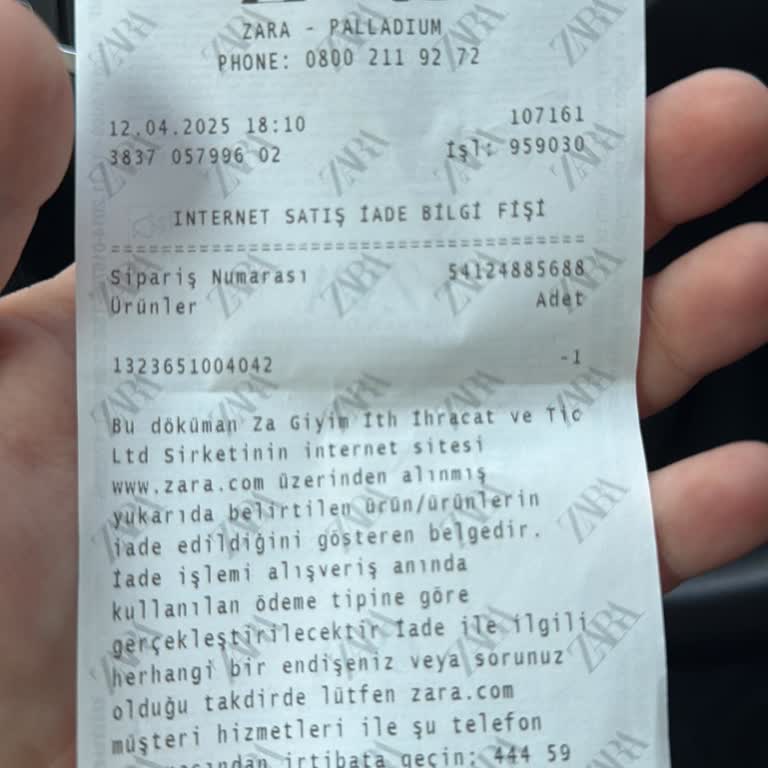 ZARA - PALLADIUM
PHONE: 0800 211 92 72
12.04.2025 18:10 107161
3837 057996 02 İşl: 959030
INTERNET SATIŞ İADE BİLGİ FİŞİ
========================================
Sipariş Numarası 54124885688
Ürünler Adet
1323651004042 -1
Bu döküman Za Giyim Ith Ihracat ve Tic
Ltd Sirketinin internet sitesi
www.zara.com üzerinden alınmış
yukarıda belirtilen ürün/ürünlerin
iade edildiğini gösteren belgedir.
İade işlemi alışveriş anında
kullanılan ödeme tipine göre
gerçekleştirilecektir İade ile ilgili
herhangi bir endişeniz veya sorunuz
olduğu takdirde lütfen zara.com
müşteri hizmetleri ile şu telefon
irtibata geçin: 444 59